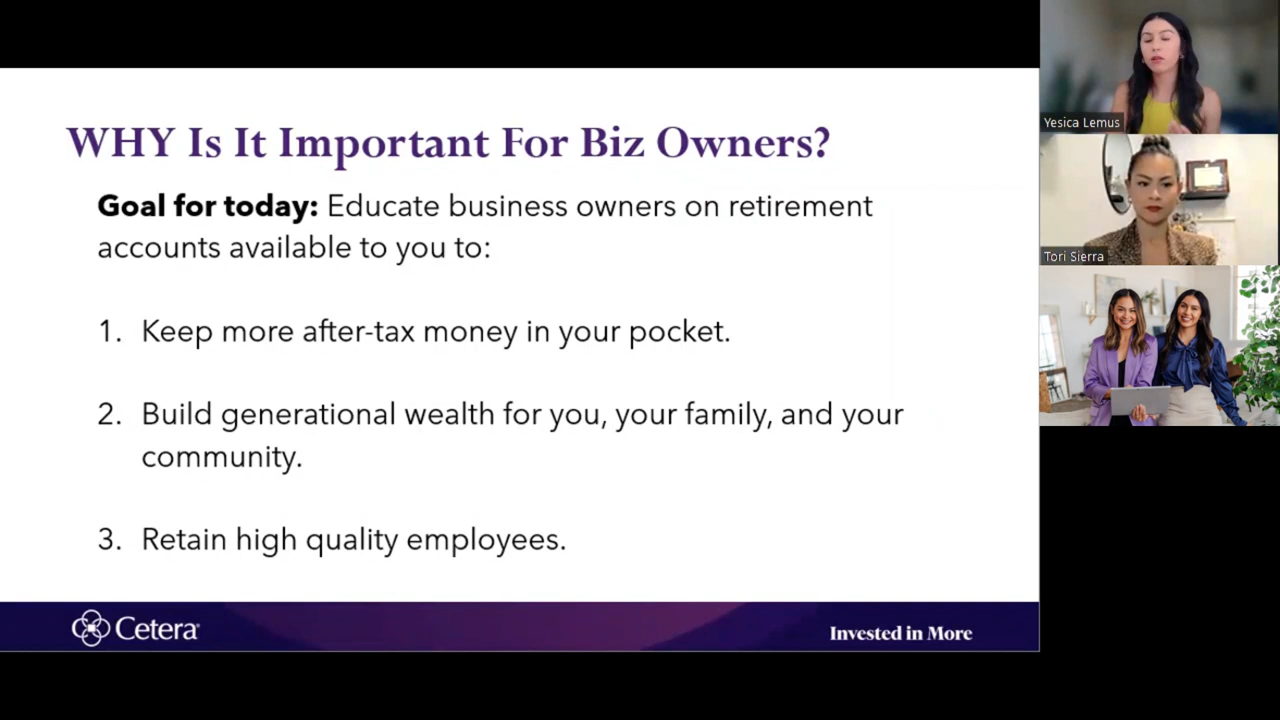 WHY Is It Important For Biz Owners?
Goal for today: Educate business owners on retirement
accounts available to you to:
1. Keep more after-tax money in your pocket.
2. Build generational wealth for you, your family, and your
community.
3. Retain high quality employees.
Cetera®
Invested in More
Yesica Lemus
Tori Sierra